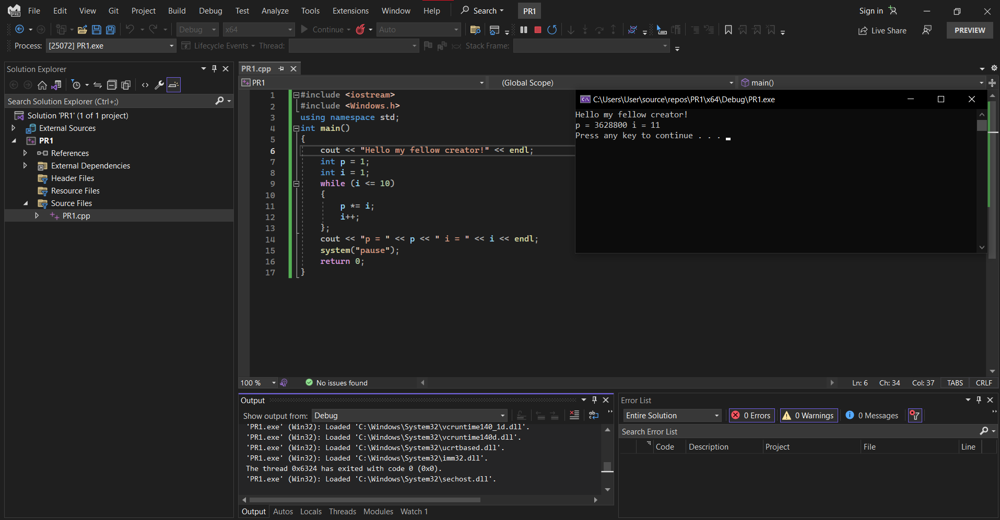 File Edit View Git Project Build Debug Test Analyze Tools Extensions Window Help Search PR1 Sign in
PRE
Debug x64 Continue Auto Live Share PREVIEW
Process: [25072] PR1.exe Lifecycle Events Thread: Stack Frame:
Solution Explorer
Search Solution Explorer (Ctrl+;)
Solution 'PR1' (1 of 1 project)
External Sources
PR1
References
External Dependencies
Header Files
Resource Files
Source Files
PR1.cpp
PR1.cpp
PR1 (Global Scope) main()
1 #include <iostream>
2 #include <Windows.h>
3 using namespace std;
4 int main()
5 {
6 cout << "Hello my fellow creator!" << endl;
7 int p = 1;
8 int i = 1;
9 while (i <= 10)
10 {
11 p *= i;
12 i++;
13 };
14 cout << "p = " << p << " i = " << i << endl;
15 system("pause");
16 return 0;
17 }
C:\Users\User\source\repos\PR1\x64\Debug\PR1.exe
Hello my fellow creator!
p = 3628800 i = 11
Press any key to continue . . .
100 % No issues found Ln: 6 Ch: 34 Col: 37 TABS CRLF
Output
Show output from: Debug
'PR1.exe' (Win32): Loaded 'C:\Windows\System32\vcruntime140_1d.dll'.
'PR1.exe' (Win32): Loaded 'C:\Windows\System32\vcruntime140d.dll'.
'PR1.exe' (Win32): Loaded 'C:\Windows\System32\ucrtbased.dll'.
'PR1.exe' (Win32): Loaded 'C:\Windows\System32\imm32.dll'.
The thread 0x6324 has exited with code 0 (0x0).
'PR1.exe' (Win32): Loaded 'C:\Windows\System32\sechost.dll'.
Output Autos Locals Threads Modules Watch 1
Error List
Entire Solution 0 Errors 0 Warnings 0 Messages
Search Error List
Code Description Project File Line